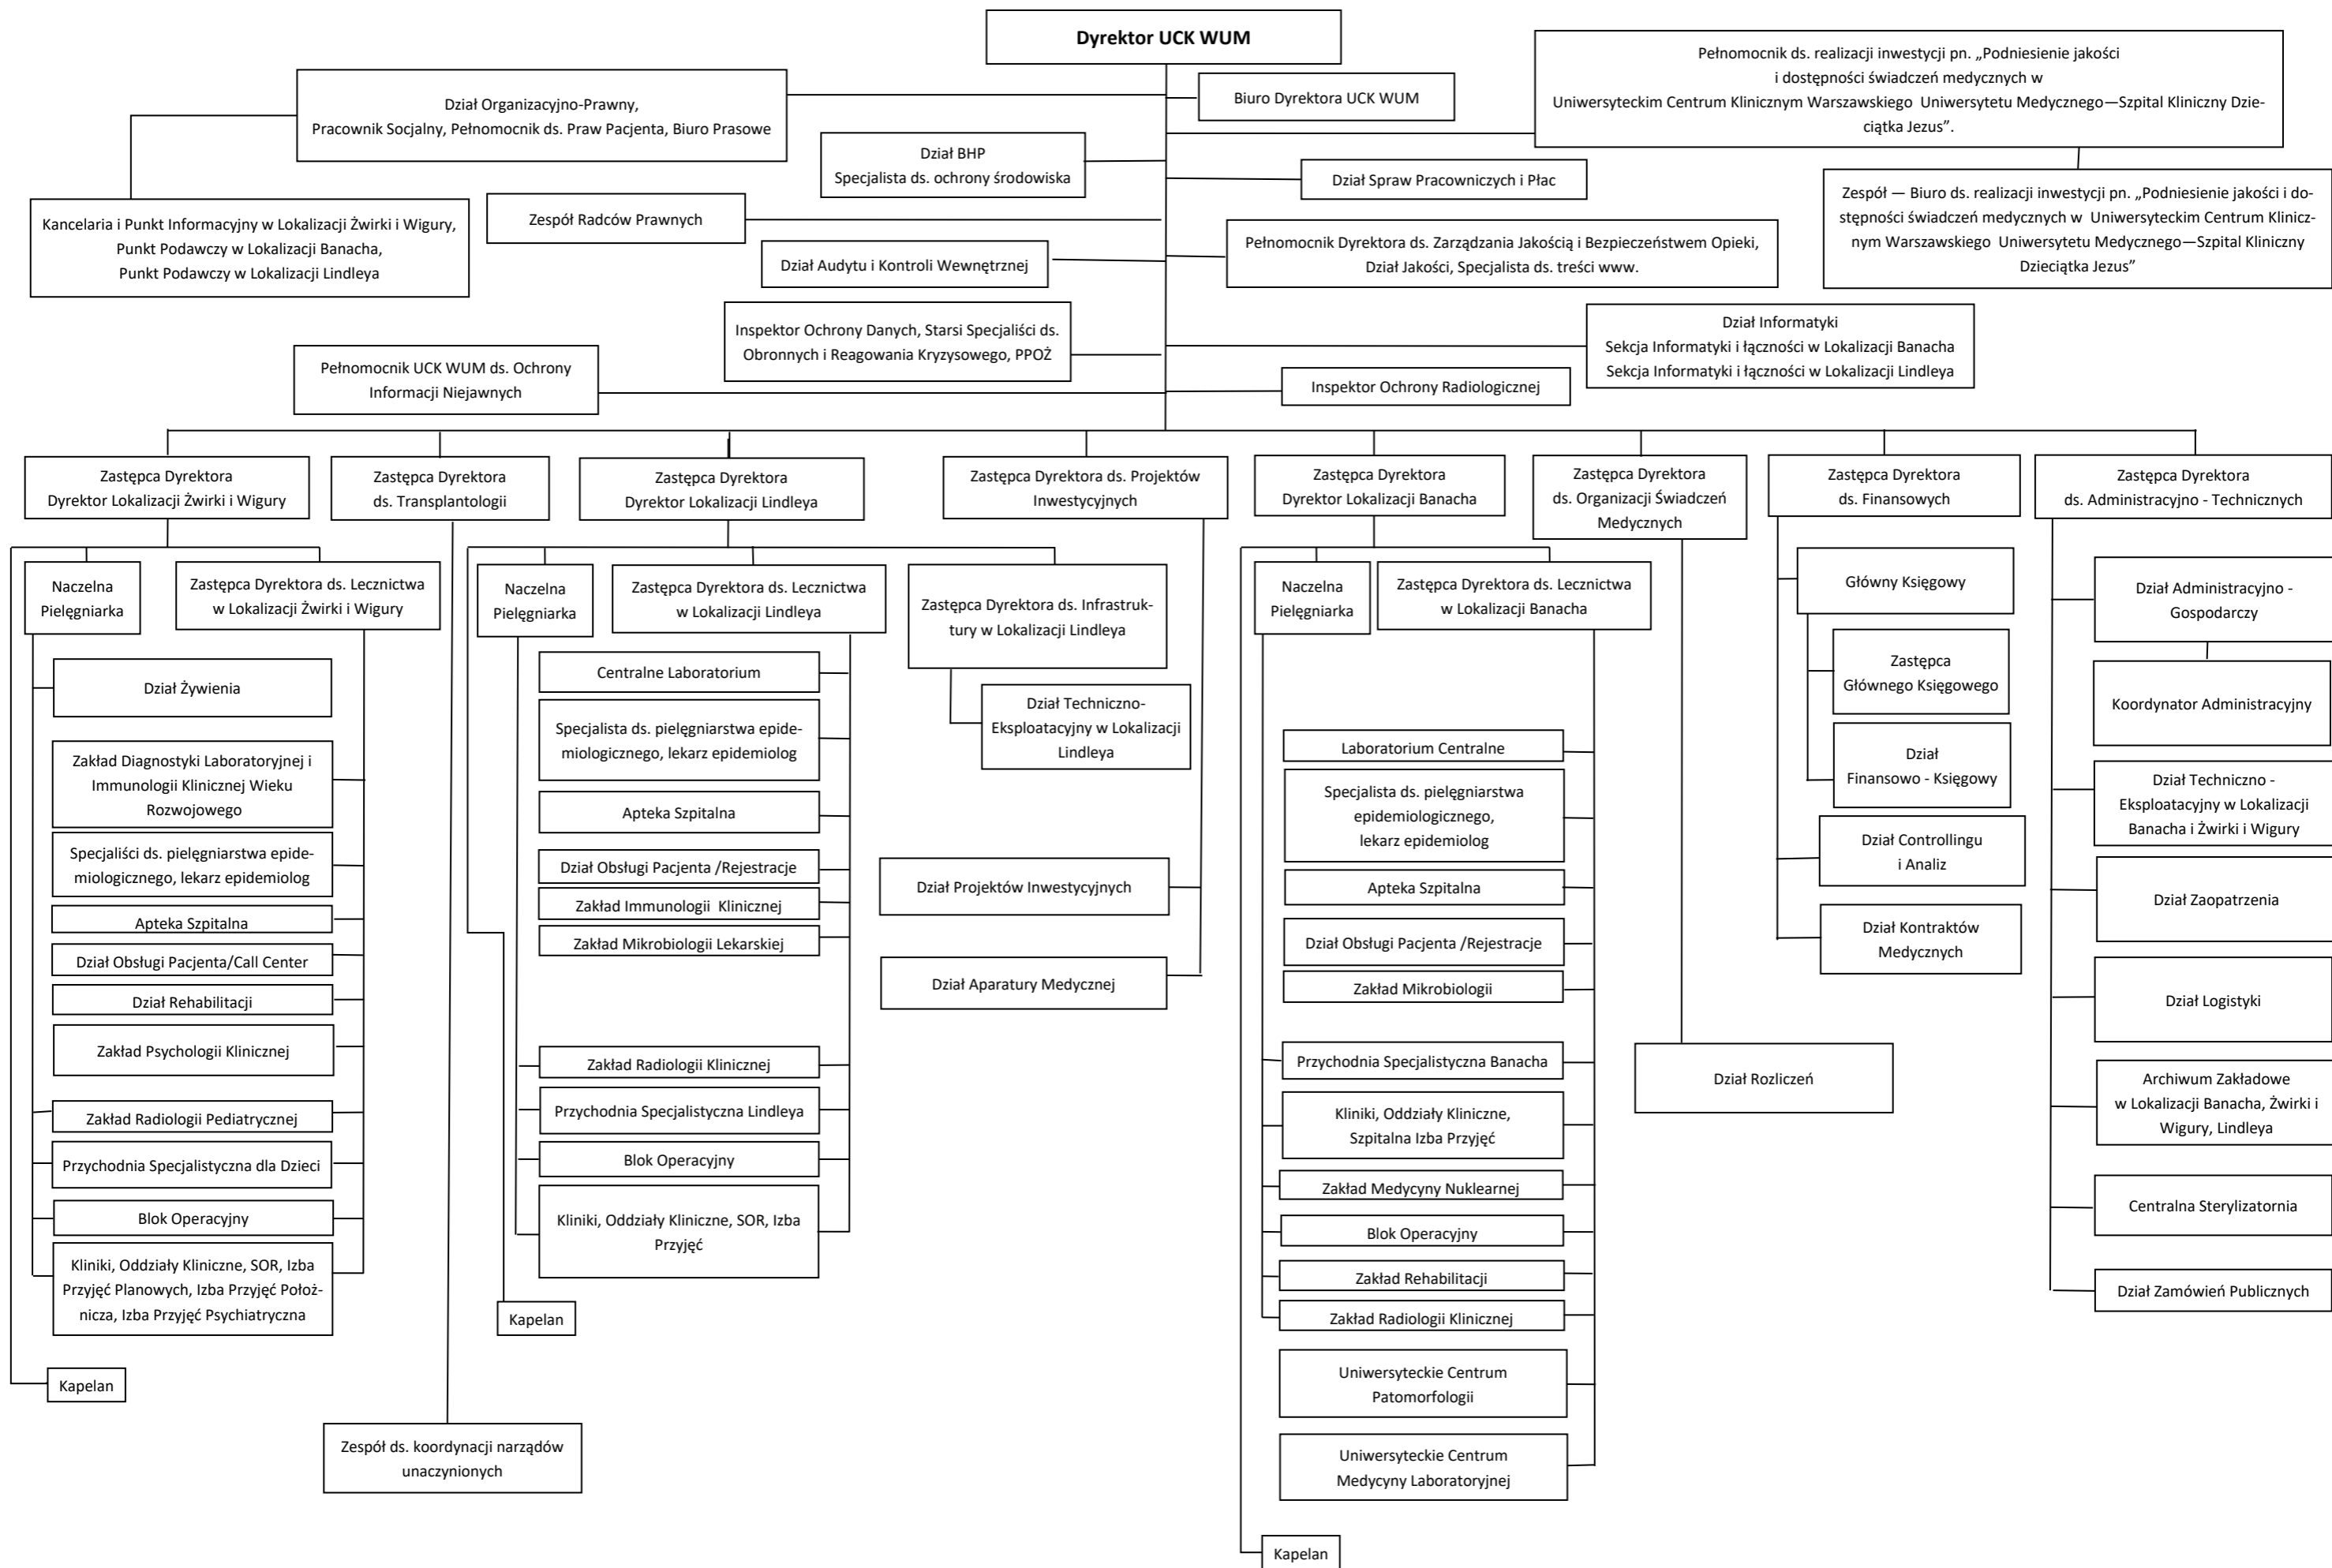 Dyrektor UCK WUM
Pełnomocnik ds. realizacji inwestycji pn. „Podniesienie jakości
i dostępności świadczeń medycznych w
Uniwersyteckim Centrum Klinicznym Warszawskiego Uniwersytetu Medycznego—Szpital Kliniczny Dzie-
ciątka Jezus”.
Dział Organizacyjno-Prawny,
Pracownik Socjalny, Pełnomocnik ds. Praw Pacjenta, Biuro Prasowe
Biuro Dyrektora UCK WUM
Dział BHP
Specjalista ds. ochrony środowiska
Dział Spraw Pracowniczych i Płac
Zespół — Biuro ds. realizacji inwestycji pn. „Podniesienie jakości i do-
stępności świadczeń medycznych w Uniwersyteckim Centrum Klinicz-
nym Warszawskiego Uniwersytetu Medycznego—Szpital Kliniczny
Dzieciątka Jezus”
Kancelaria i Punkt Informacyjny w Lokalizacji Żwirki i Wigury,
Punkt Podawczy w Lokalizacji Banacha,
Punkt Podawczy w Lokalizacji Lindleya
Zespół Radców Prawnych
Dział Audytu i Kontroli Wewnętrznej
Pełnomocnik Dyrektora ds. Zarządzania Jakością i Bezpieczeństwem Opieki,
Dział Jakości, Specjalista ds. treści www.
Inspektor Ochrony Danych, Starsi Specjaliści ds.
Obronnych i Reagowania Kryzysowego, PPOŻ
Dział Informatyki
Sekcja Informatyki i łączności w Lokalizacji Banacha
Sekcja Informatyki i łączności w Lokalizacji Lindleya
Pełnomocnik UCK WUM ds. Ochrony
Informacji Niejawnych
Inspektor Ochrony Radiologicznej
Zastępca Dyrektora
Dyrektor Lokalizacji Żwirki i Wigury
Zastępca Dyrektora
ds. Transplantologii
Zastępca Dyrektora
Dyrektor Lokalizacji Lindleya
Zastępca Dyrektora ds. Projektów
Inwestycyjnych
Zastępca Dyrektora
Dyrektor Lokalizacji Banacha
Zastępca Dyrektora
ds. Organizacji Świadczeń
Medycznych
Zastępca Dyrektora
ds. Finansowych
Zastępca Dyrektora
ds. Administracyjno - Technicznych
Naczelna
Pielęgniarka
Zastępca Dyrektora ds. Lecznictwa
w Lokalizacji Żwirki i Wigury
Dział Żywienia
Zakład Diagnostyki Laboratoryjnej i
Immunologii Klinicznej Wieku
Rozwojowego
Specjaliści ds. pielęgniarstwa epide-
miologicznego, lekarz epidemiolog
Apteka Szpitalna
Dział Obsługi Pacjenta/Call Center
Dział Rehabilitacji
Zakład Psychologii Klinicznej
Zakład Radiologii Pediatrycznej
Przychodnia Specjalistyczna dla Dzieci
Blok Operacyjny
Kliniki, Oddziały Kliniczne, SOR, Izba
Przyjęć Planowych, Izba Przyjęć Położ-
nicza, Izba Przyjęć Psychiatryczna
Kapelan
Zespół ds. koordynacji narządów
unaczynionych
Naczelna
Pielęgniarka
Zastępca Dyrektora ds. Lecznictwa
w Lokalizacji Lindleya
Zastępca Dyrektora ds. Infrastruk-
tury w Lokalizacji Lindleya
Centralne Laboratorium
Specjalista ds. pielęgniarstwa epide-
miologicznego, lekarz epidemiolog
Apteka Szpitalna
Dział Obsługi Pacjenta /Rejestracje
Zakład Immunologii Klinicznej
Zakład Mikrobiologii Lekarskiej
Zakład Radiologii Klinicznej
Przychodnia Specjalistyczna Lindleya
Blok Operacyjny
Kliniki, Oddziały Kliniczne, SOR, Izba
Przyjęć
Kapelan
Dział Techniczno-
Eksploatacyjny w Lokalizacji
Lindleya
Dział Projektów Inwestycyjnych
Dział Aparatury Medycznej
Naczelna
Pielęgniarka
Zastępca Dyrektora ds. Lecznictwa
w Lokalizacji Banacha
Laboratorium Centralne
Specjalista ds. pielęgniarstwa
epidemiologicznego,
lekarz epidemiolog
Apteka Szpitalna
Dział Obsługi Pacjenta /Rejestracje
Zakład Mikrobiologii
Przychodnia Specjalistyczna Banacha
Kliniki, Oddziały Kliniczne,
Szpitalna Izba Przyjęć
Zakład Medycyny Nuklearnej
Blok Operacyjny
Zakład Rehabilitacji
Zakład Radiologii Klinicznej
Uniwersyteckie Centrum
Patomorfologii
Uniwersyteckie Centrum
Medycyny Laboratoryjnej
Kapelan
Dział Rozliczeń
Główny Księgowy
Zastępca
Głównego Księgowego
Dział
Finansowo - Księgowy
Dział Controllingu
i Analiz
Dział Kontraktów
Medycznych
Dział Administracyjno -
Gospodarczy
Koordynator Administracyjny
Dział Techniczno -
Eksploatacyjny w Lokalizacji
Banacha i Żwirki i Wigury
Dział Zaopatrzenia
Dział Logistyki
Archiwum Zakładowe
w Lokalizacji Banacha, Żwirki i
Wigury, Lindleya
Centralna Sterylizatornia
Dział Zamówień Publicznych